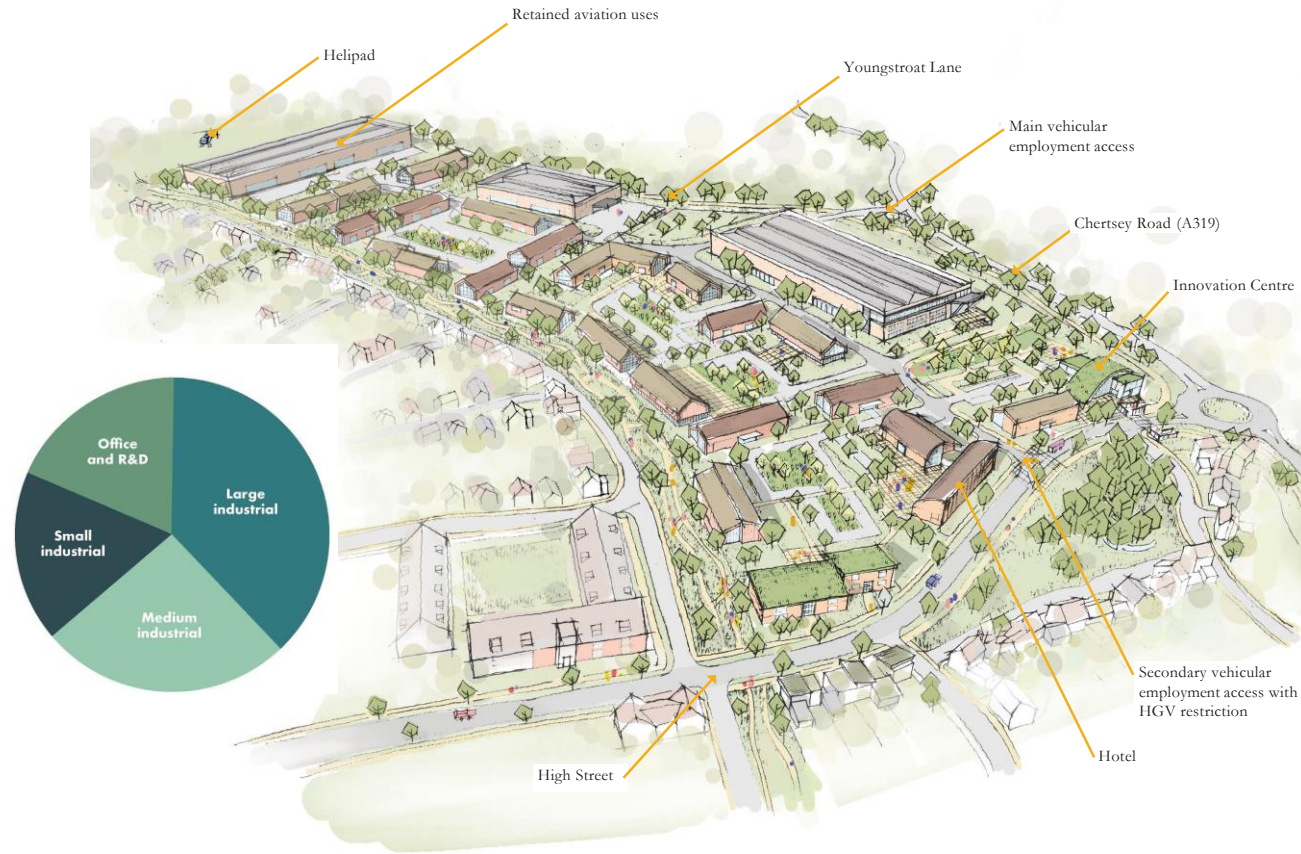 Retained aviation uses
Helipad
Youngstroat Lane
Main vehicular
employment access
Chertsey Road (A319)
Innovation Centre
Office
and R&D
Large
industrial
Small
industrial
Medium
industrial
Secondary vehicular
employment access with
HGV restriction
Hotel
High Street